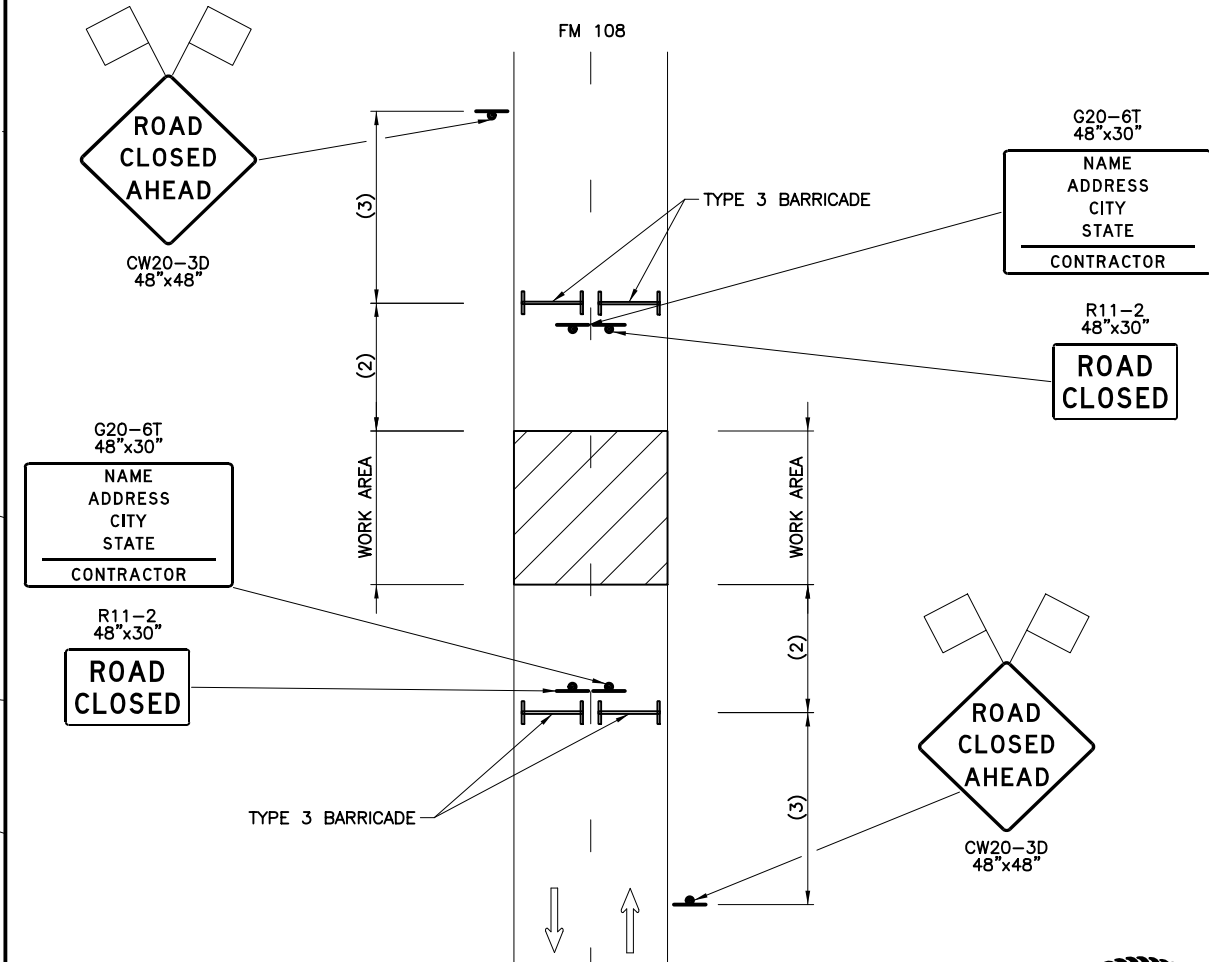 FM 108
ROAD
CLOSED
AHEAD
CW20-3D
48"x48"
(3)
TYPE 3 BARRICADE
G20-6T
48"x30"
NAME
ADDRESS
CITY
STATE
CONTRACTOR
R11-2
48"x30"
ROAD
CLOSED
(2)
WORK AREA
WORK AREA
G20-6T
48"x30"
NAME
ADDRESS
CITY
STATE
CONTRACTOR
R11-2
48"x30"
ROAD
CLOSED
(2)
TYPE 3 BARRICADE
(3)
ROAD
CLOSED
AHEAD
CW20-3D
48"x48"